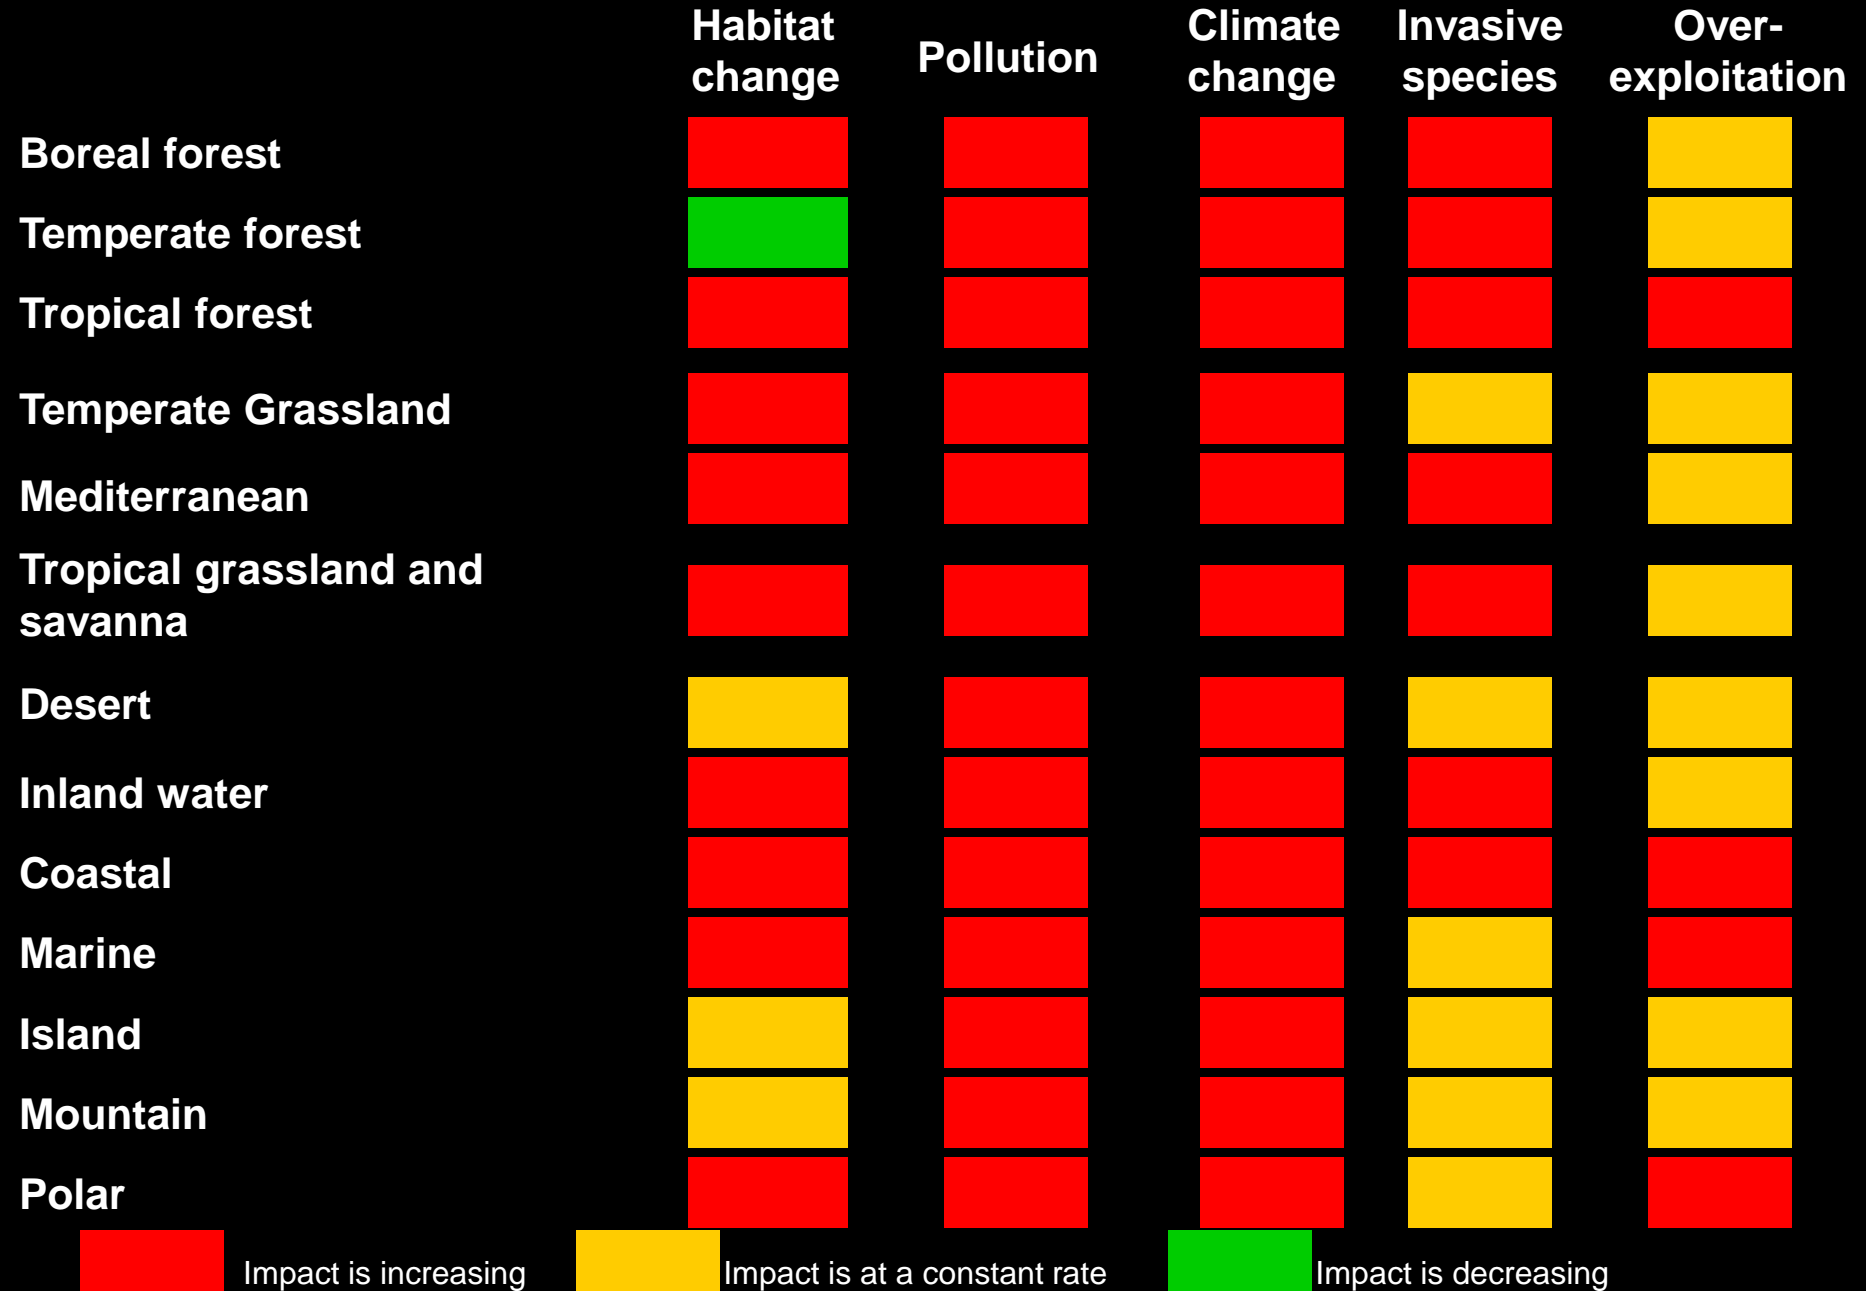 Habitat
change
Pollution
Climate
change
Invasive
species
Over-
exploitation
Boreal forest
Temperate forest
Tropical forest
Temperate Grassland
Mediterranean
Tropical grassland and
savanna
Desert
Inland water
Coastal
Marine
Island
Mountain
Polar
Impact is increasing
Impact is at a constant rate
Impact is decreasing